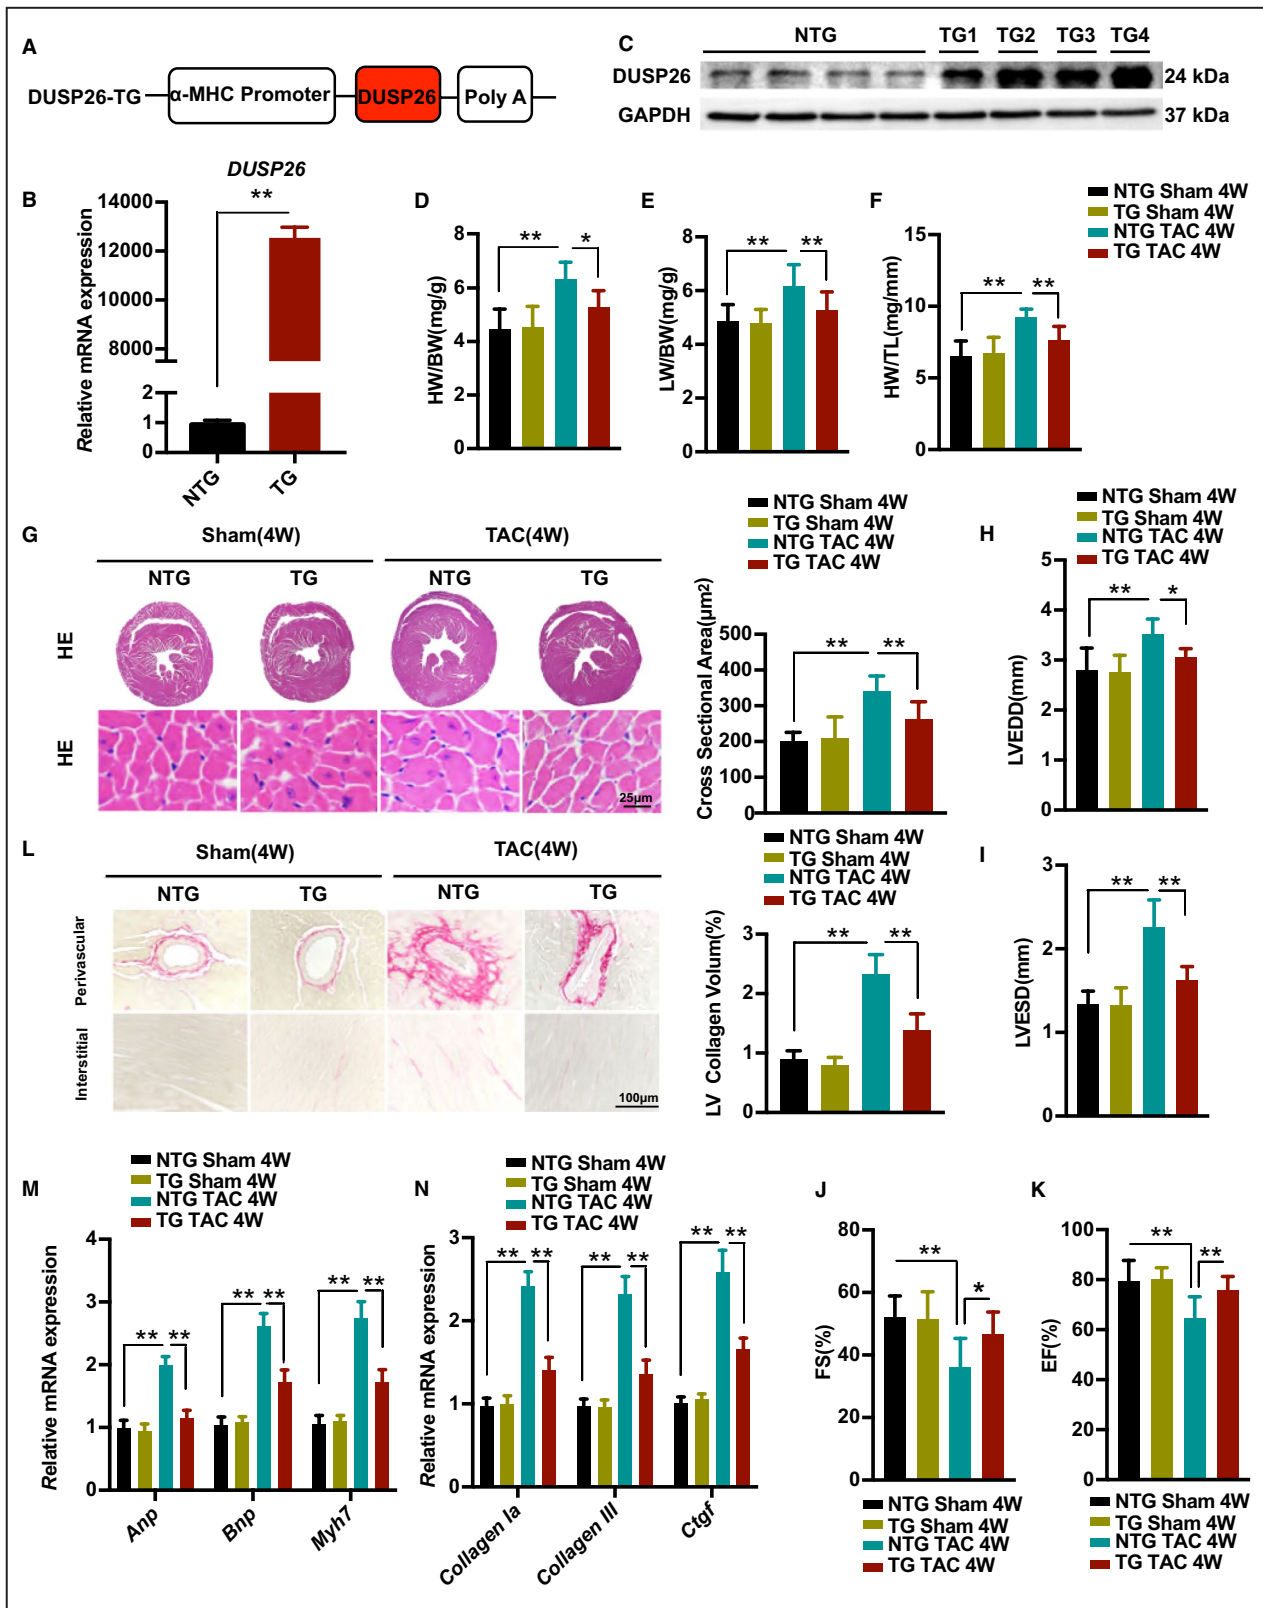 A
DUSP26-TG
α-MHC Promoter
DUSP26
Poly A
C
NTG
TG1
TG2
TG3
TG4
DUSP26
24 kDa
GAPDH
37 kDa
B
DUSP26
Relative mRNA expression
14000
12000
10000
8000
2
1
0
**
NTG
TG
D
HW/BW(mg/g)
8
6
4
2
0
**
*
E
LW/BW(mg/g)
8
6
4
2
0
**
**
F
HW/TL(mg/mm)
15
10
5
0
**
**
NTG Sham 4W
TG Sham 4W
NTG TAC 4W
TG TAC 4W
G
Sham(4W)
TAC(4W)
NTG
TG
NTG
TG
HE
HE
25μm
NTG Sham 4W
TG Sham 4W
NTG TAC 4W
TG TAC 4W
Cross Sectional Area(μm²)
500
400
300
200
100
0
**
**
H
NTG Sham 4W
TG Sham 4W
NTG TAC 4W
TG TAC 4W
LVEDD(mm)
5
4
3
2
1
0
**
*
L
Sham(4W)
TAC(4W)
NTG
TG
NTG
TG
Perivascular
Interstitial
100μm
NTG Sham 4W
TG Sham 4W
NTG TAC 4W
TG TAC 4W
LV Collagen Volum(%)
3
2
1
0
**
**
I
LVESD(mm)
3
2
1
0
**
**
M
NTG Sham 4W
TG Sham 4W
NTG TAC 4W
TG TAC 4W
Relative mRNA expression
4
3
2
1
0
**
**
**
**
**
**
Anp
Bnp
Myh7
N
NTG Sham 4W
TG Sham 4W
NTG TAC 4W
TG TAC 4W
Relative mRNA expression
3
2
1
0
**
**
**
**
**
**
Collagen Ia
Collagen III
Ctgf
J
FS(%)
80
60
40
20
0
**
*
NTG Sham 4W
TG Sham 4W
NTG TAC 4W
TG TAC 4W
K
EF(%)
100
80
60
40
20
0
**
**
NTG Sham 4W
TG Sham 4W
NTG TAC 4W
TG TAC 4W